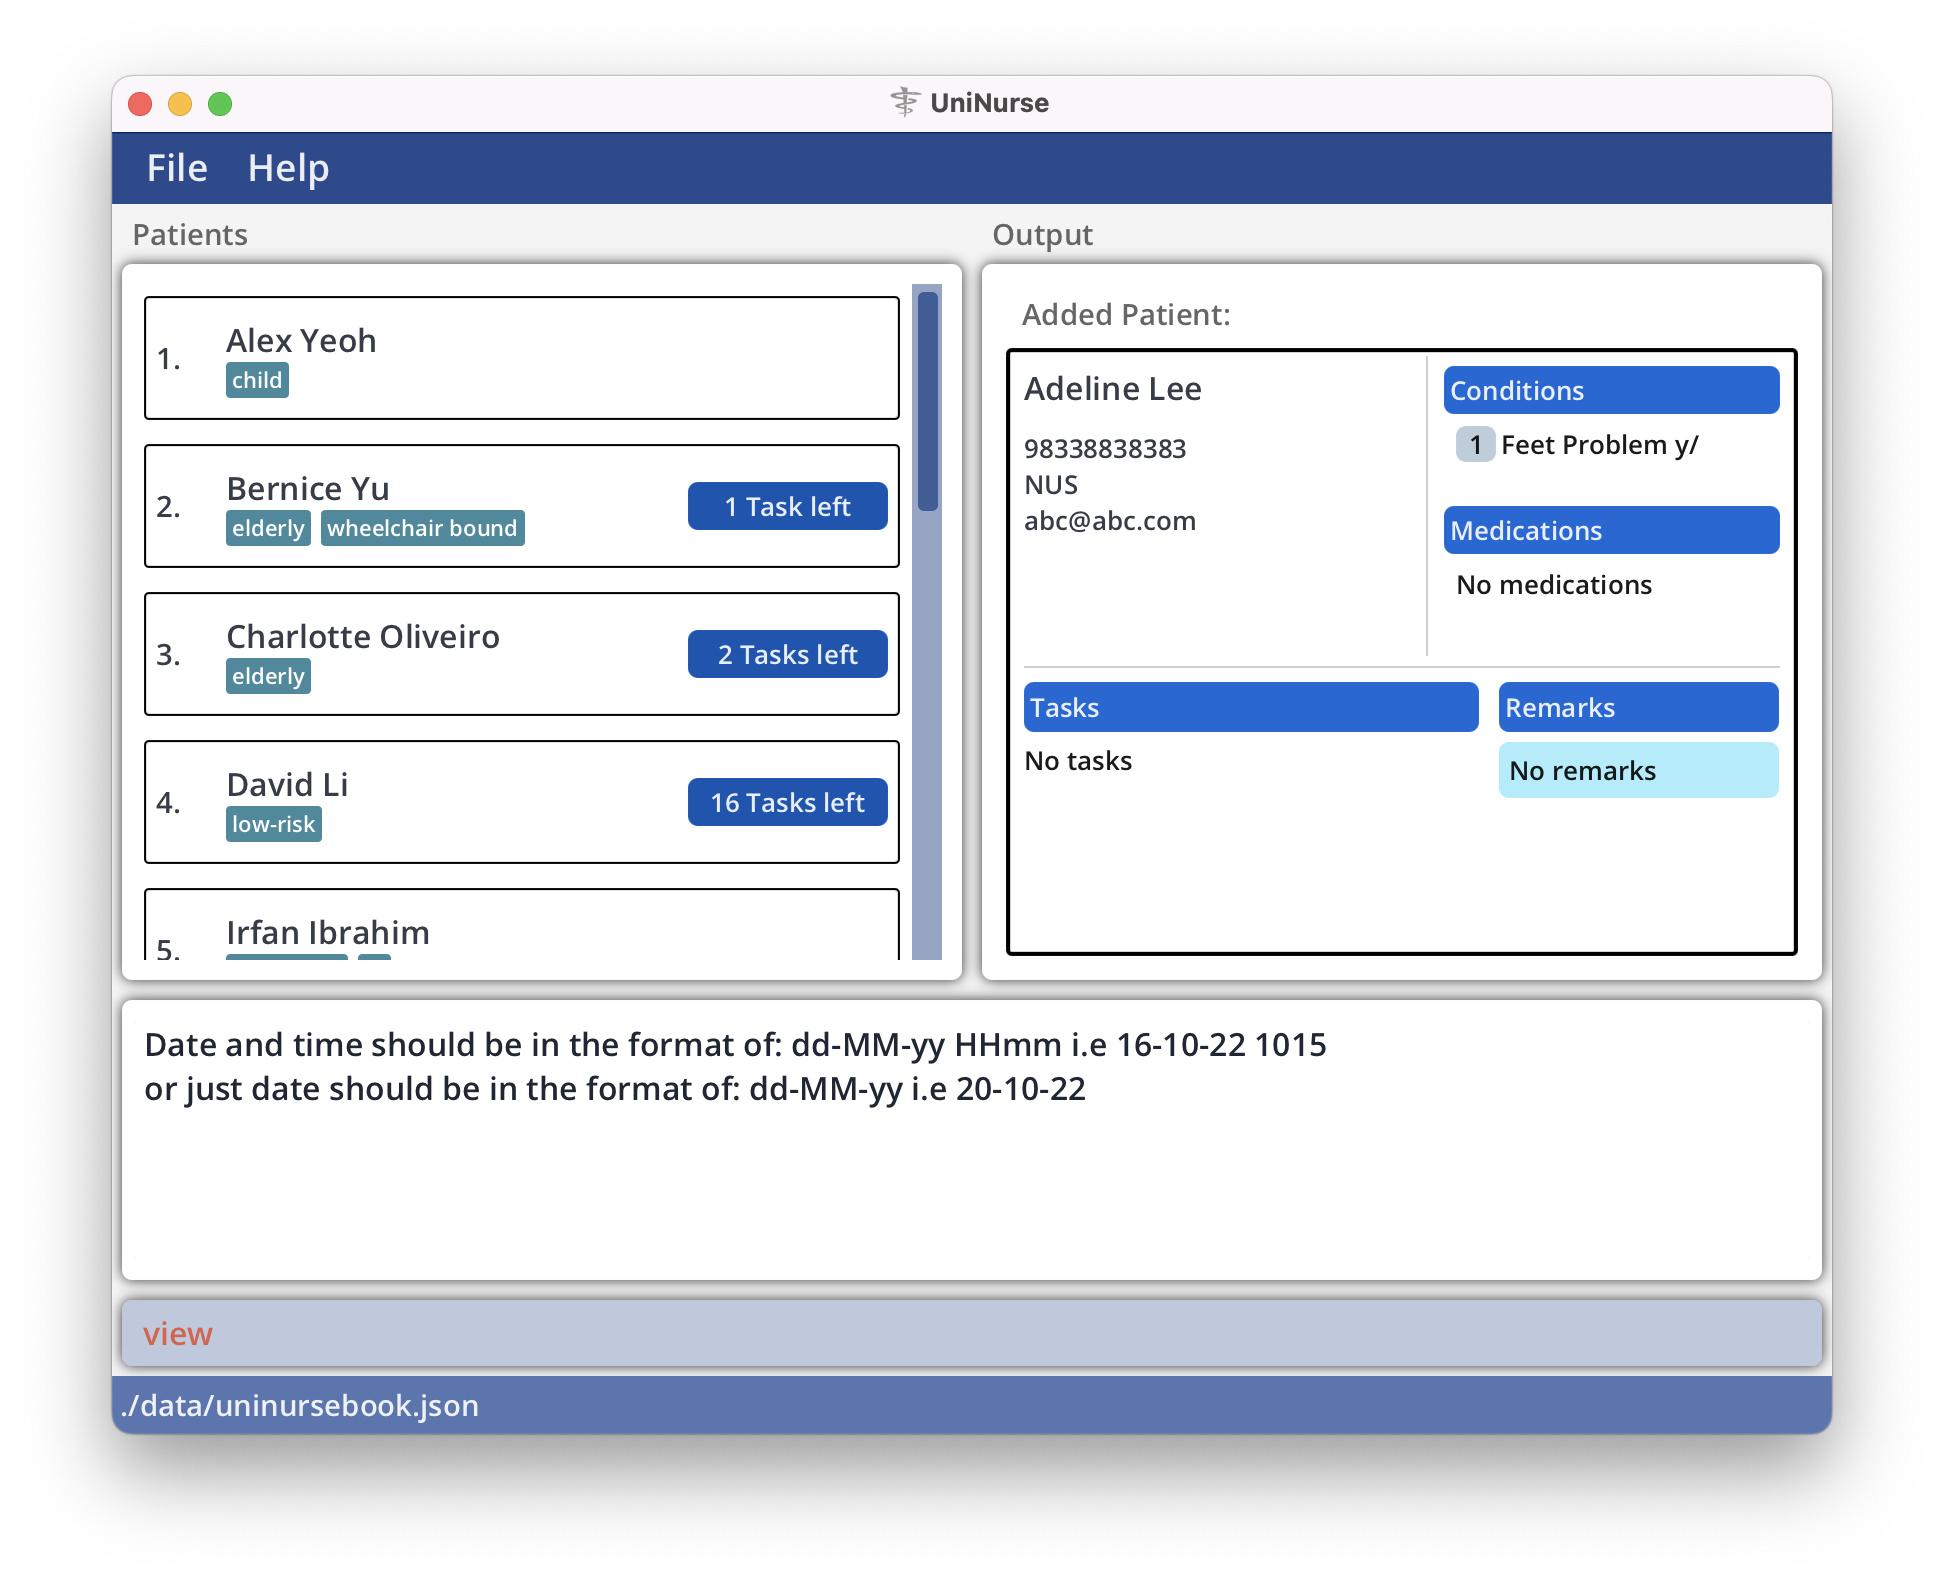 UniNurse
File Help
Patients
1.
Alex Yeoh
child
2.
Bernice Yu
elderly wheelchair bound
1 Task left
3.
Charlotte Oliveiro
elderly
2 Tasks left
4.
David Li
low-risk
16 Tasks left
5.
Irfan Ibrahim
Output
Added Patient:
Adeline Lee
98338838383
NUS
abc@abc.com
Conditions
1 Feet Problem y/
Medications
No medications
Tasks
No tasks
Remarks
No remarks
Date and time should be in the format of: dd-MM-yy HHmm i.e 16-10-22 1015
or just date should be in the format of: dd-MM-yy i.e 20-10-22
view
./data/uninursebook.json